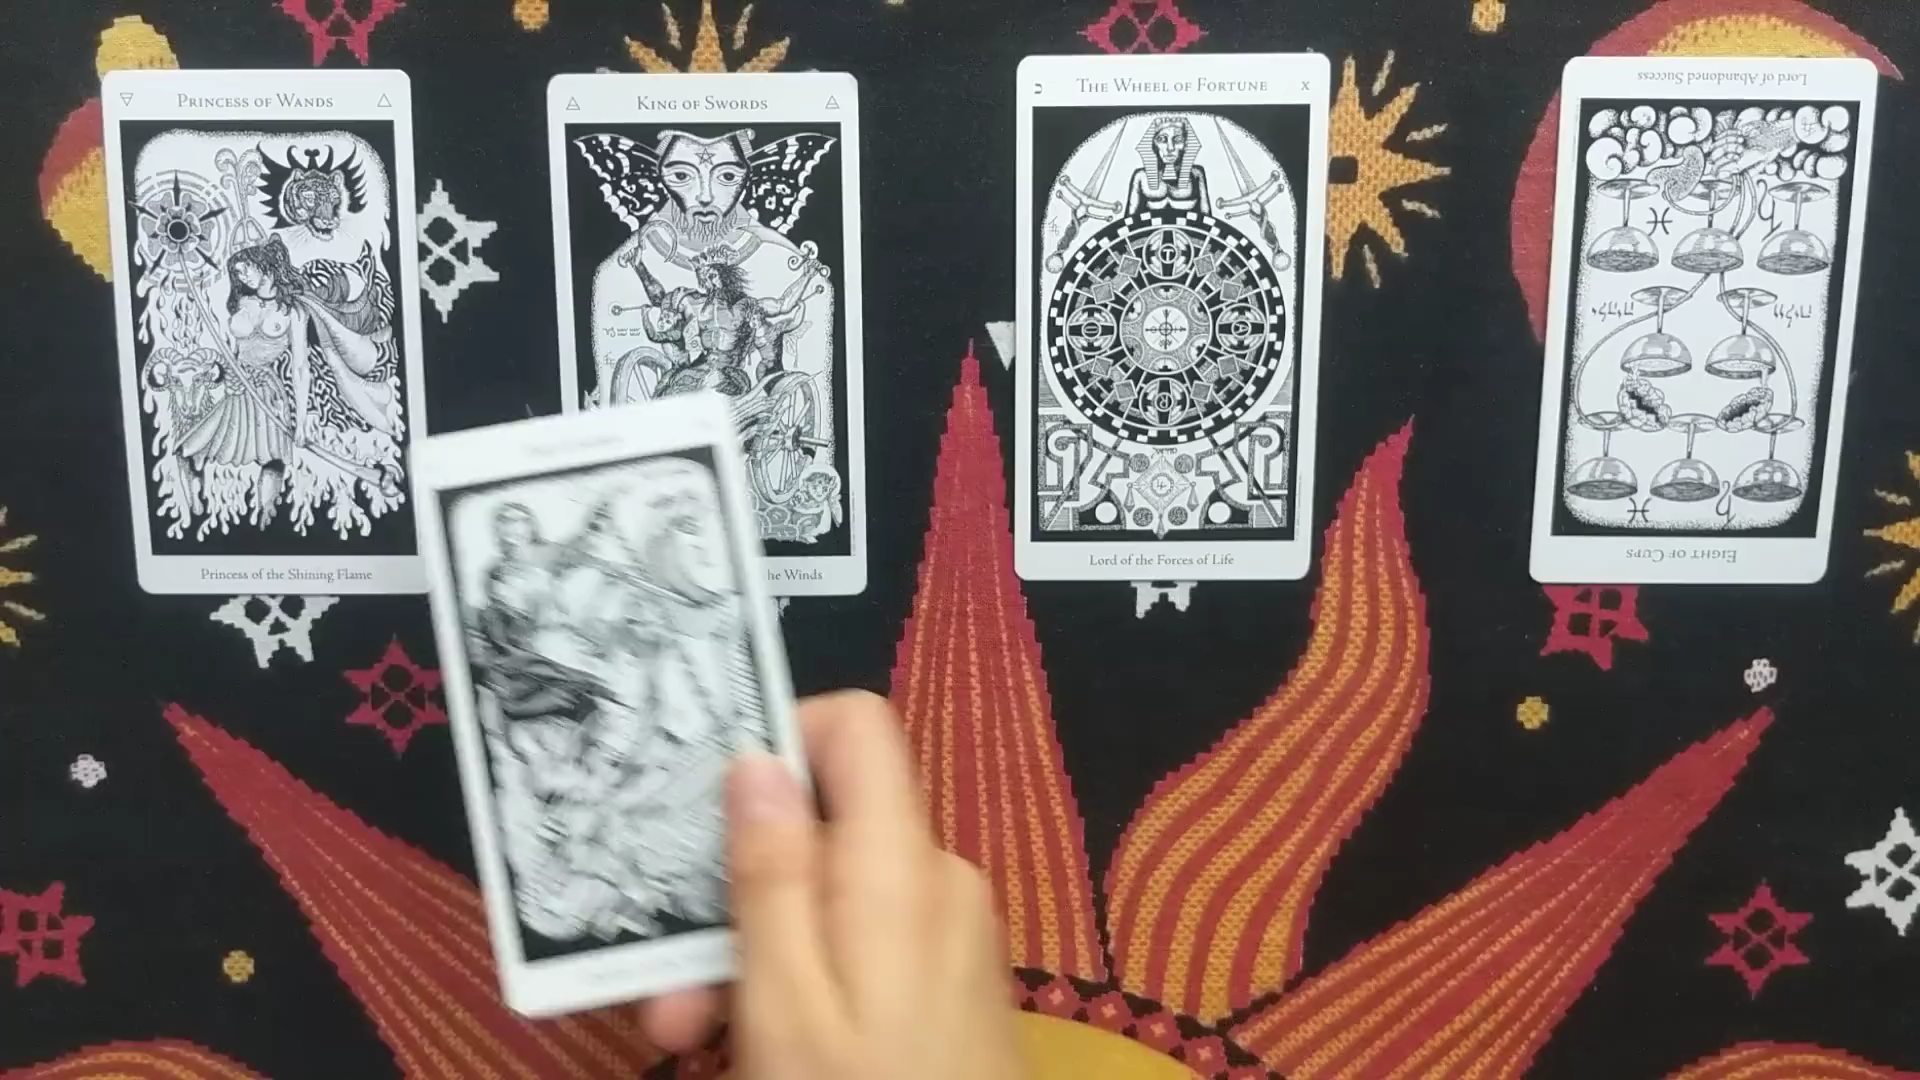 PRINCESS OF WANDS
Princess of the Shining Flame
KING OF SWORDS
he Winds
THE WHEEL OF FORTUNE X
Lord of the Forces of Life
Lord of Abandoned Success
EIGHT OF CUPS